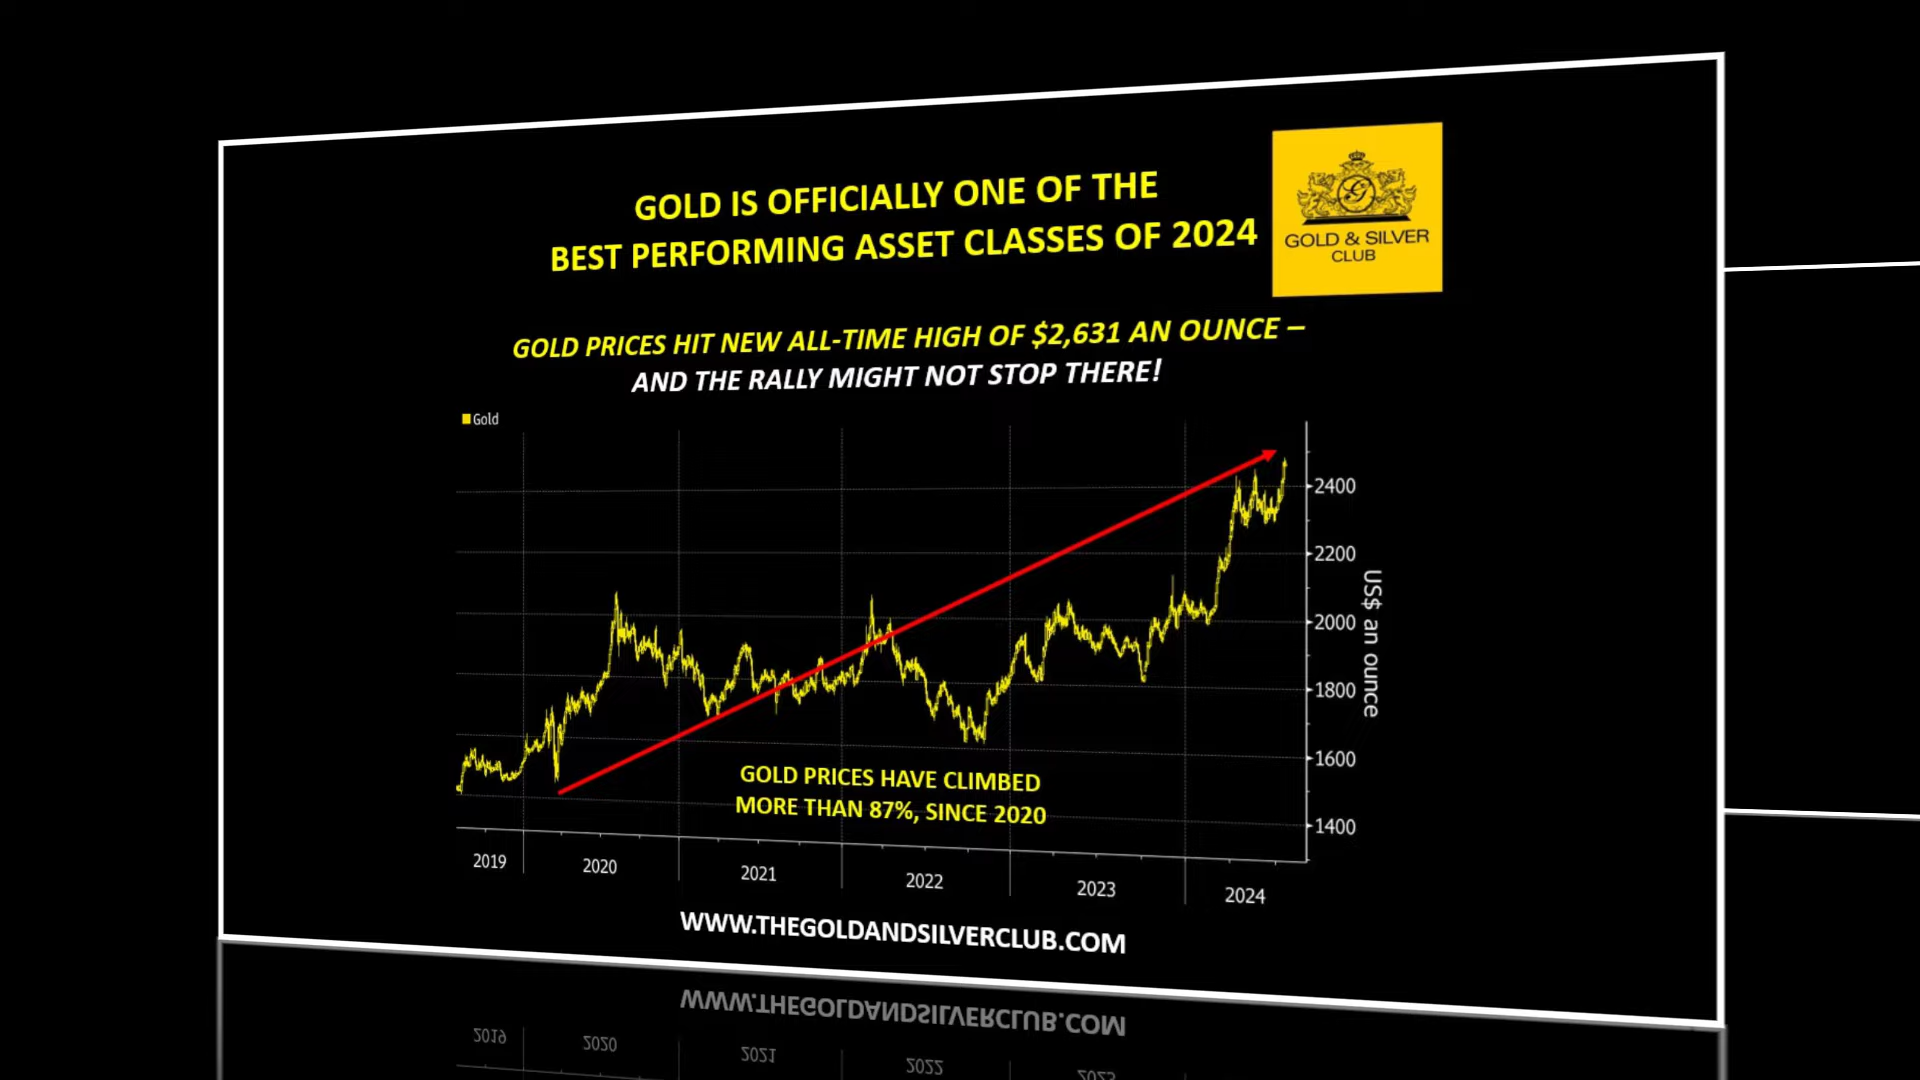 GOLD IS OFFICIALLY ONE OF THE
BEST PERFORMING ASSET CLASSES OF 2024
GOLD & SILVER
CLUB
GOLD PRICES HIT NEW ALL-TIME HIGH OF $2,631 AN OUNCE –
AND THE RALLY MIGHT NOT STOP THERE!
Gold
2400
2200
2000
1800
1600
1400
US$ an ounce
GOLD PRICES HAVE CLIMBED
MORE THAN 87%, SINCE 2020
2019
2020
2021
2022
2023
2024
WWW.THEGOLDANDSILVERCLUB.COM